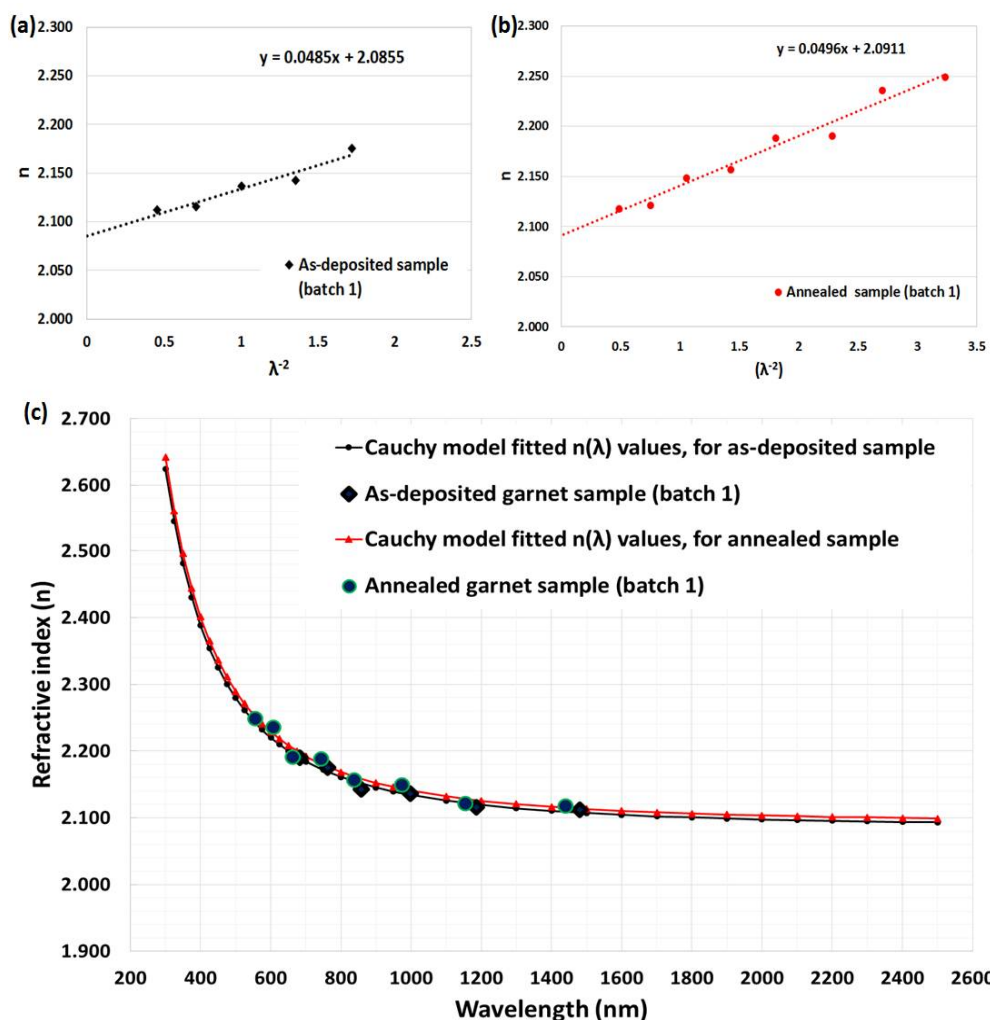 (a)
2.300
2.250
2.200
2.150
2.100
2.050
2.000
n
y = 0.0485x + 2.0855
As-deposited sample
(batch 1)
0 0.5 1 1.5 2 2.5
λ-2
(b)
2.300
2.250
2.200
2.150
2.100
2.050
2.000
n
y = 0.0496x + 2.0911
Annealed sample (batch 1)
0 0.5 1 1.5 2 2.5 3 3.5
(λ-2)
(c)
2.700
2.600
2.500
2.400
2.300
2.200
2.100
2.000
1.900
Refractive index (n)
Cauchy model fitted n(λ) values, for as-deposited sample
As-deposited garnet sample (batch 1)
Cauchy model fitted n(λ) values, for annealed sample
Annealed garnet sample (batch 1)
200 400 600 800 1000 1200 1400 1600 1800 2000 2200 2400 2600
Wavelength (nm)